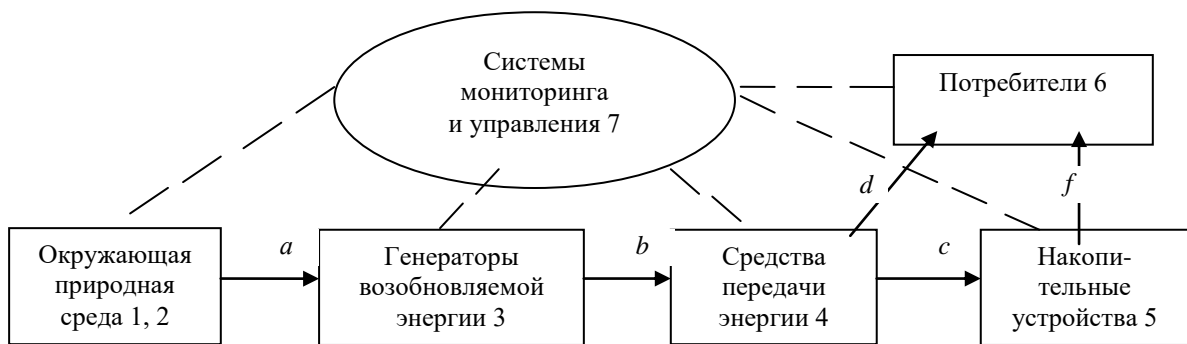 Системы
мониторинга
и управления 7
Потребители 6
d
f
Окружающая
природная
среда 1, 2
a
Генераторы
возобновляемой
энергии 3
b
Средства
передачи
энергии 4
c
Накопи-
тельные
устройства 5